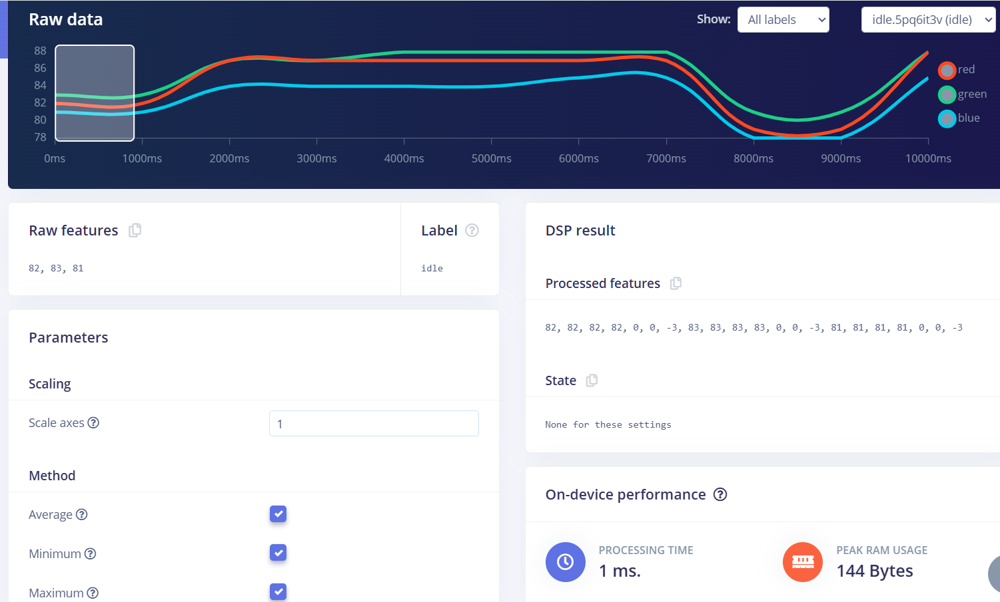 Raw data
Show:
All labels
idle.5pq6it3v (idle)
88
86
84
82
80
78
0ms 1000ms 2000ms 3000ms 4000ms 5000ms 6000ms 7000ms 8000ms 9000ms 10000ms
red
green
blue
Raw features
82, 83, 81
Label ?
idle
DSP result
Processed features
82, 82, 82, 82, 0, 0, -3, 83, 83, 83, 83, 0, 0, -3, 81, 81, 81, 81, 0, 0, -3
State
None for these settings
Parameters
Scaling
Scale axes ?
1
Method
Average ?
Minimum ?
Maximum ?
On-device performance ?
PROCESSING TIME
1 ms.
PEAK RAM USAGE
144 Bytes